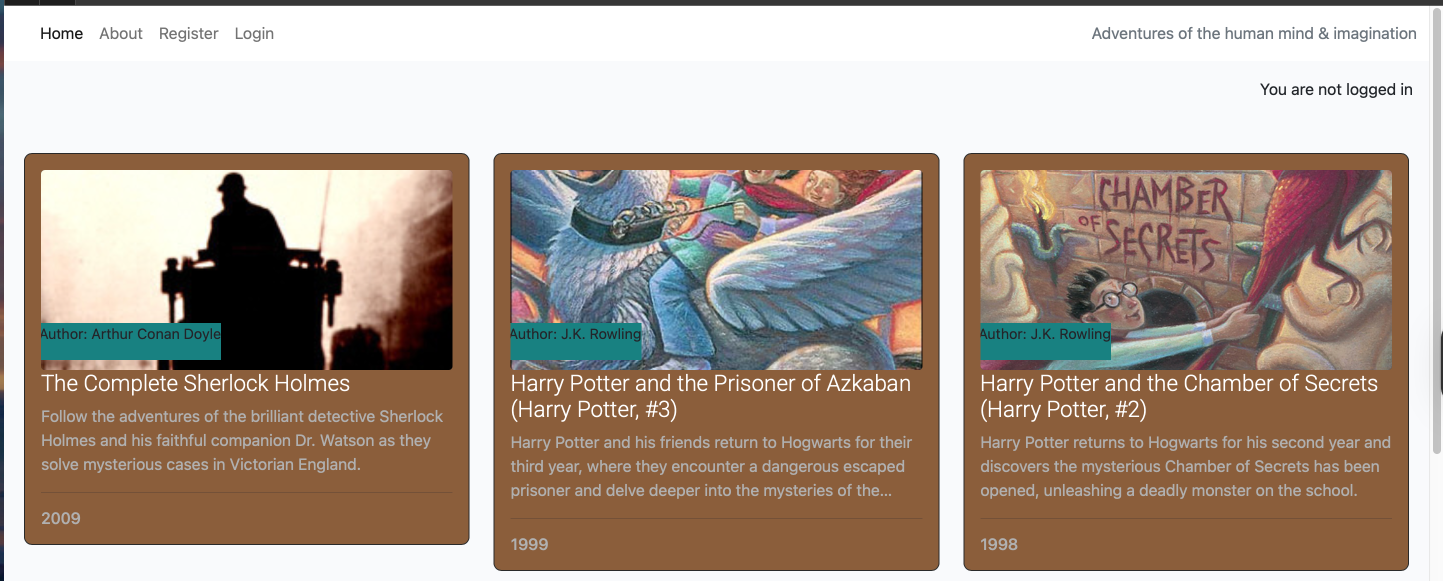 Home About Register Login Adventures of the human mind & imagination
You are not logged in
Author: Arthur Conan Doyle
The Complete Sherlock Holmes
Follow the adventures of the brilliant detective Sherlock
Holmes and his faithful companion Dr. Watson as they
solve mysterious cases in Victorian England.
2009
Author: J.K. Rowling
Harry Potter and the Prisoner of Azkaban
(Harry Potter, #3)
Harry Potter and his friends return to Hogwarts for their
third year, where they encounter a dangerous escaped
prisoner and delve deeper into the mysteries of the...
1999
CHAMBER
OF
SECRETS
Author: J.K. Rowling
Harry Potter and the Chamber of Secrets
(Harry Potter, #2)
Harry Potter returns to Hogwarts for his second year and
discovers the mysterious Chamber of Secrets has been
opened, unleashing a deadly monster on the school.
1998